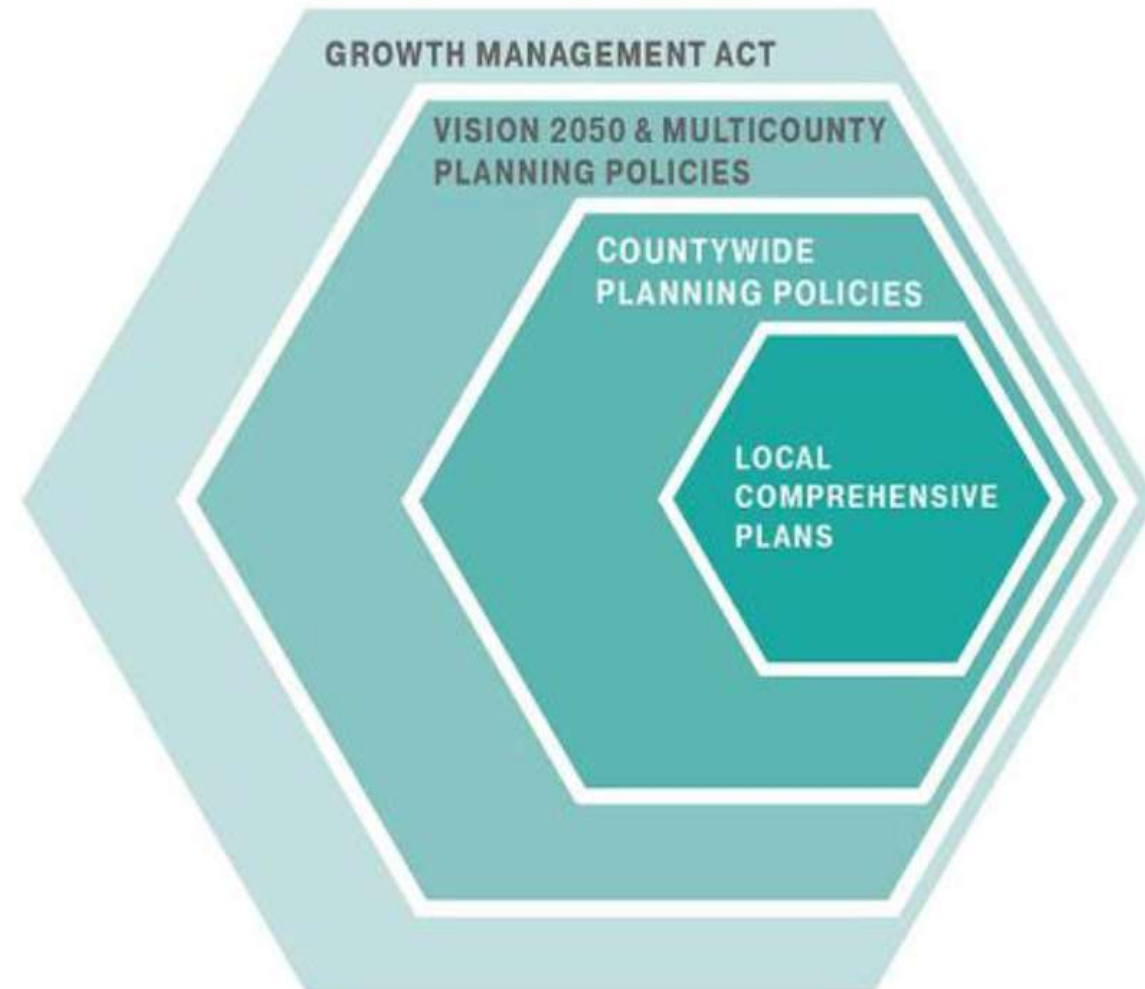 GROWTH MANAGEMENT ACT
VISION 2050 & MULTICOUNTY
PLANNING POLICIES
COUNTYWIDE
PLANNING POLICIES
LOCAL
COMPREHENSIVE
PLANS